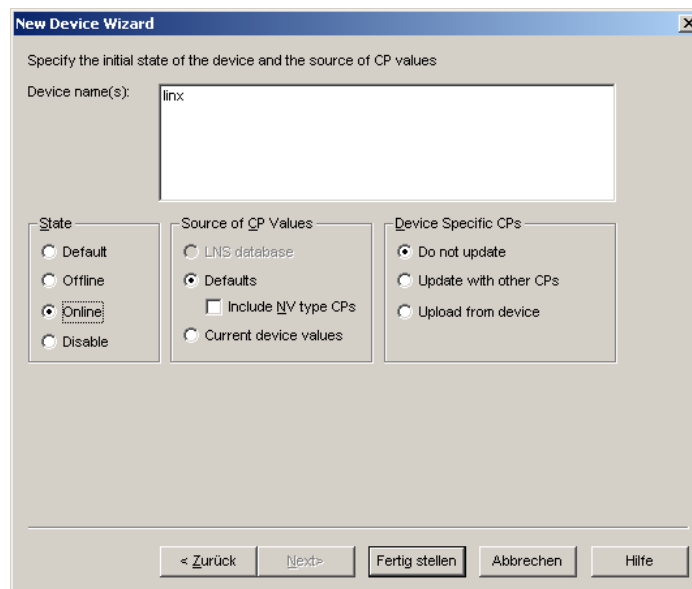 New Device Wizard
Specify the initial state of the device and the source of CP values
Device name(s):
linx
State
Default
Offline
Online
Disable
Source of CP Values
LNS database
Defaults
Include NV type CPs
Current device values
Device Specific CPs
Do not update
Update with other CPs
Upload from device
< Zurück
Next>
Fertig stellen
Abbrechen
Hilfe